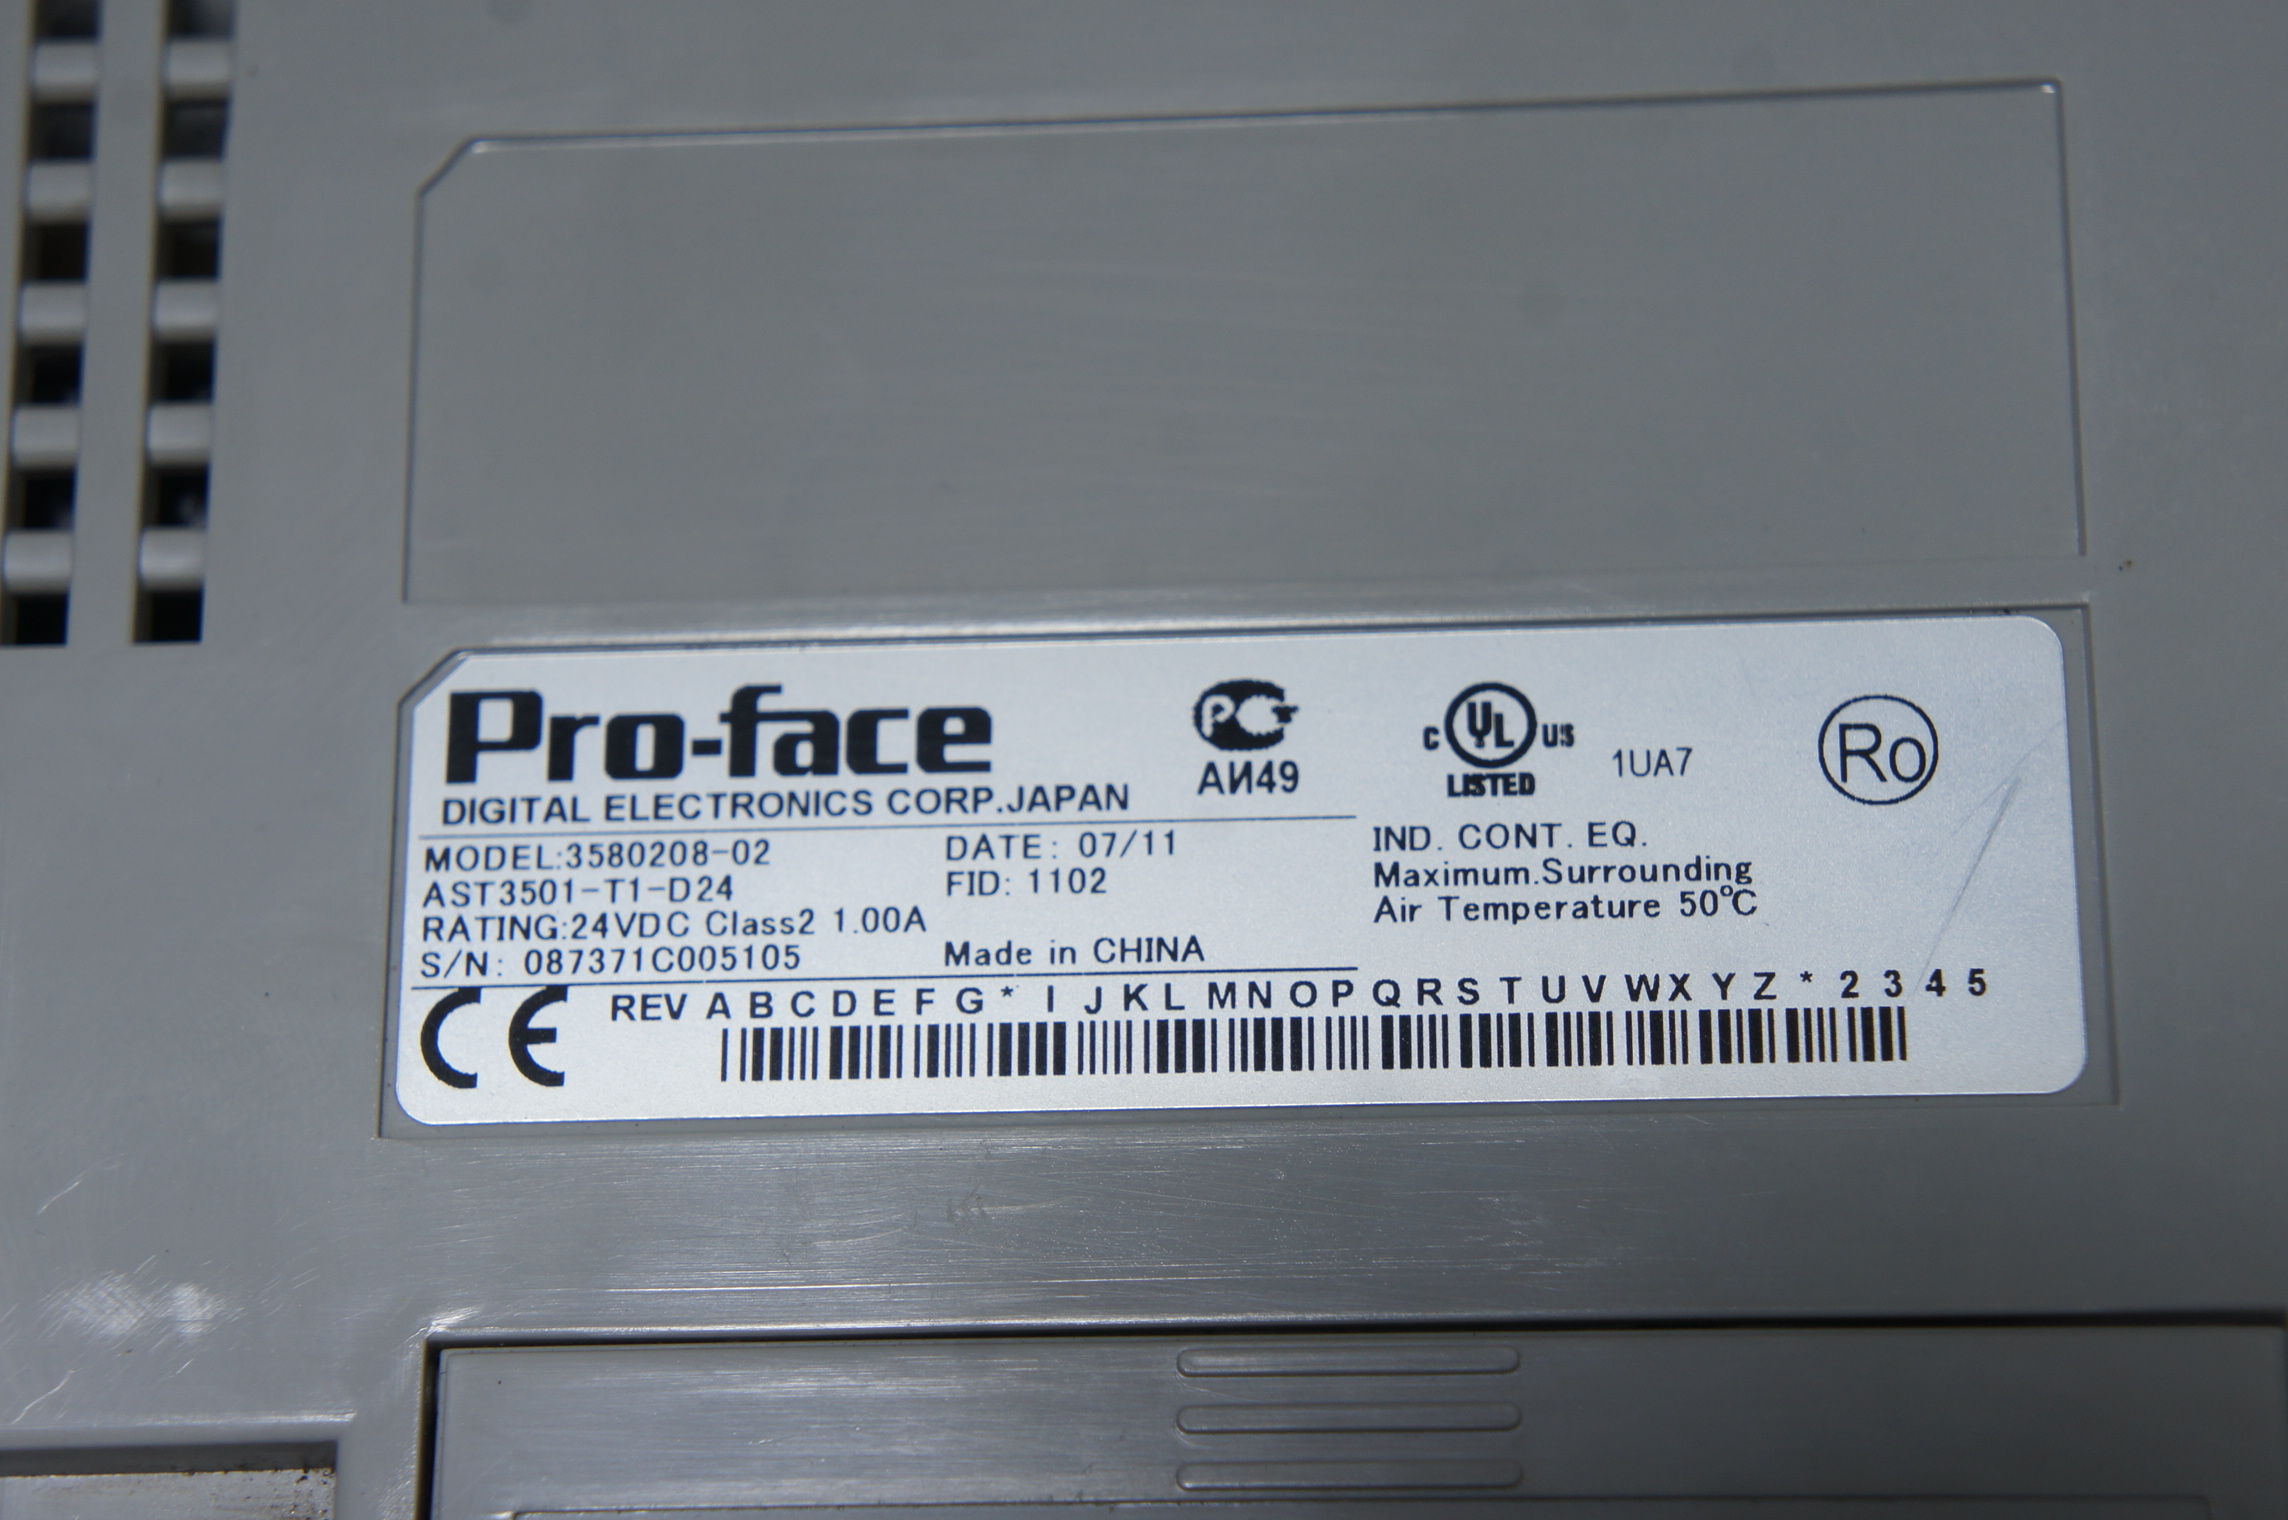 Pro-face
DIGITAL ELECTRONICS CORP.JAPAN
PC
АИ49
C UL US
LISTED
1UA7
Ro
MODEL:3580208-02
DATE: 07/11
AST3501-T1-D24
FID: 1102
RATING:24VDC Class2 1.00A
S/N: 087371C005105
Made in CHINA
IND. CONT. EQ.
Maximum.Surrounding
Air Temperature 50°C
CE
REV A B C D E F G * I J K L M N O P Q R S T U V W X Y Z * 2 3 4 5